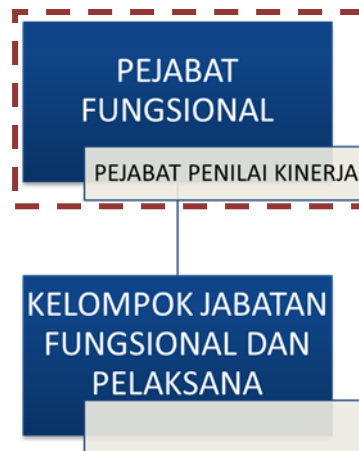 PEJABAT
FUNGSIONAL
PEJABAT PENILAI KINERJA
KELOMPOK JABATAN
FUNGSIONAL DAN
PELAKSANA